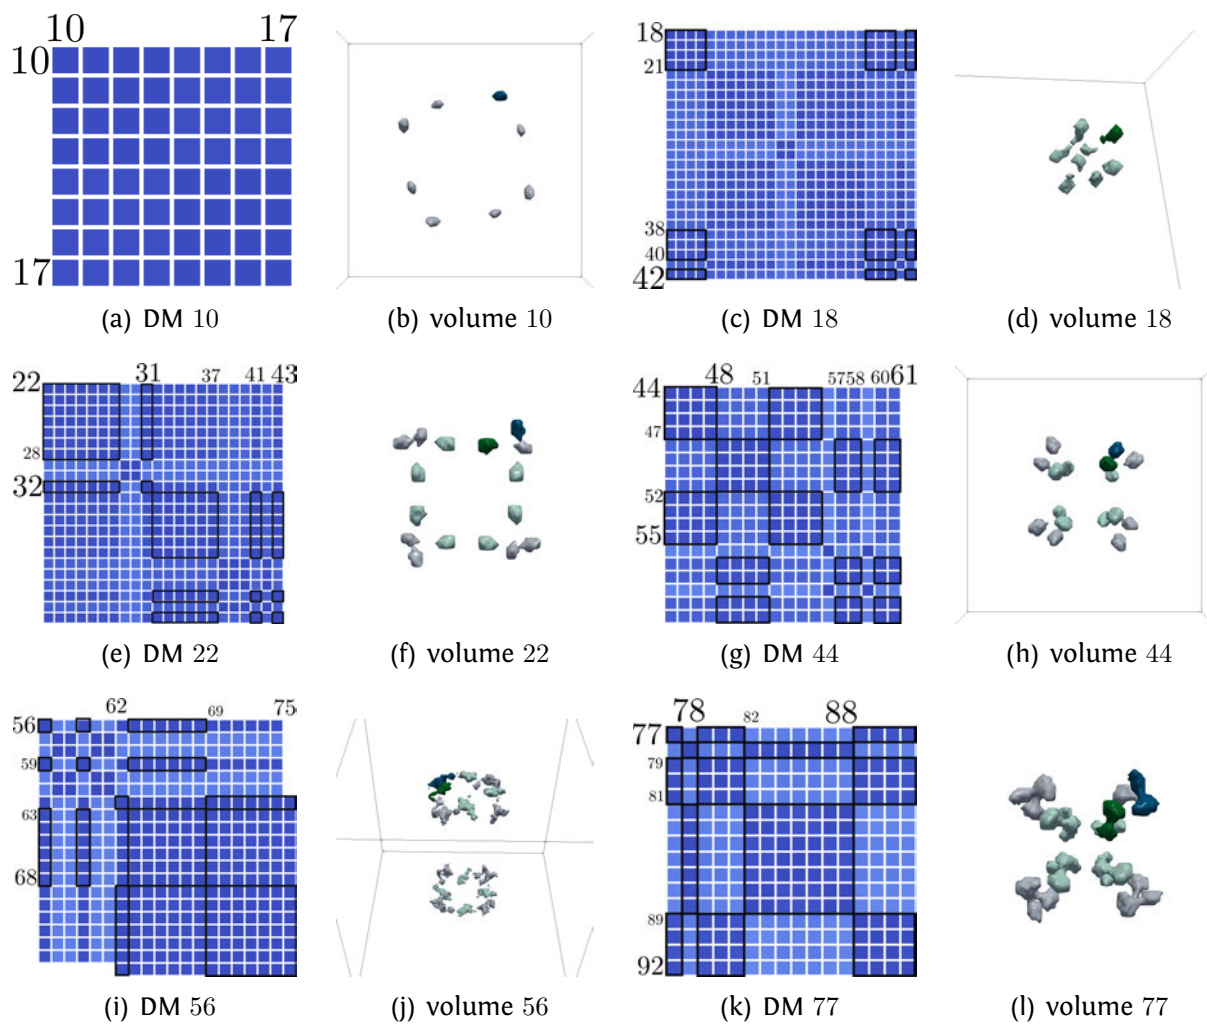 10 17
10
17
(a) DM 10
(b) volume 10
18
21
38
40
42
(c) DM 18
(d) volume 18
22 31 37 41 43
28
32
(e) DM 22
(f) volume 22
44 48 51 57 58 60 61
47
52
55
(g) DM 44
(h) volume 44
56 62 69 75
59
63
68
(i) DM 56
(j) volume 56
77 78 82 88
79
81
89
92
(k) DM 77
(l) volume 77